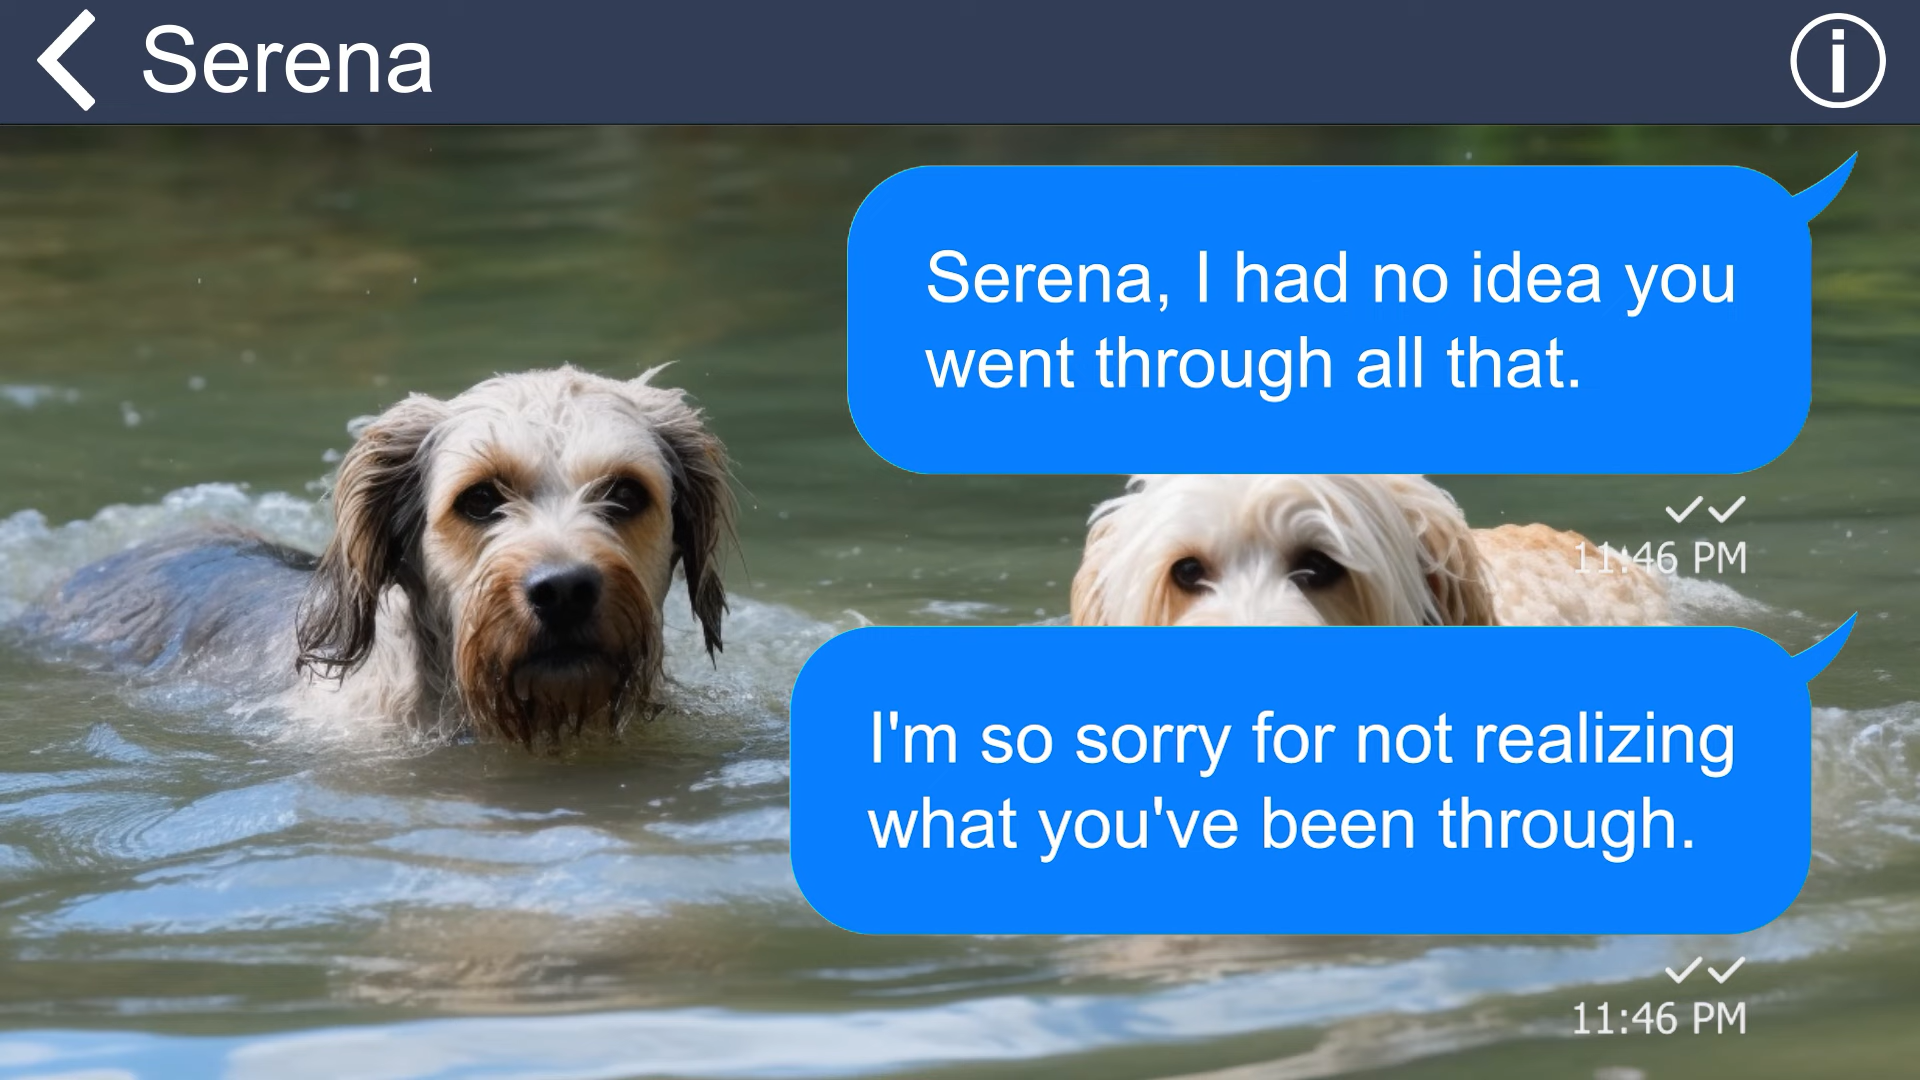 Serena
Serena, I had no idea you
went through all that.
11:46 PM
I'm so sorry for not realizing
what you've been through.
11:46 PM